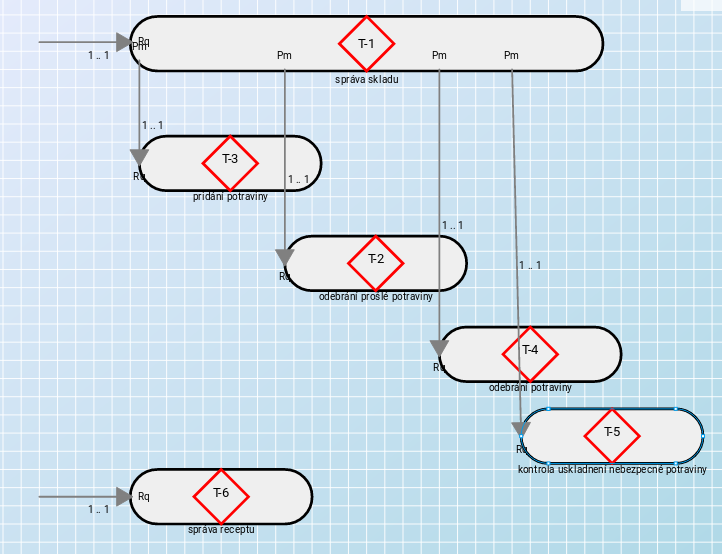 Rq
T-1
Pm
1 .. 1
Pm
Pm
Pm
správa skladu
1 .. 1
T-3
Rq
1 .. 1
přidání potraviny
1 .. 1
T-2
Rq
1 .. 1
odebrání prošlé potraviny
T-4
Rq
odebrání potraviny
T-5
Rq
kontrola uskladnění nebezpečné potraviny
T-6
Rq
1 .. 1
správa receptu